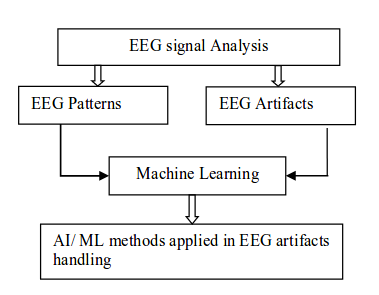 EEG signal Analysis
EEG Patterns
EEG Artifacts
Machine Learning
AI/ ML methods applied in EEG artifacts
handling